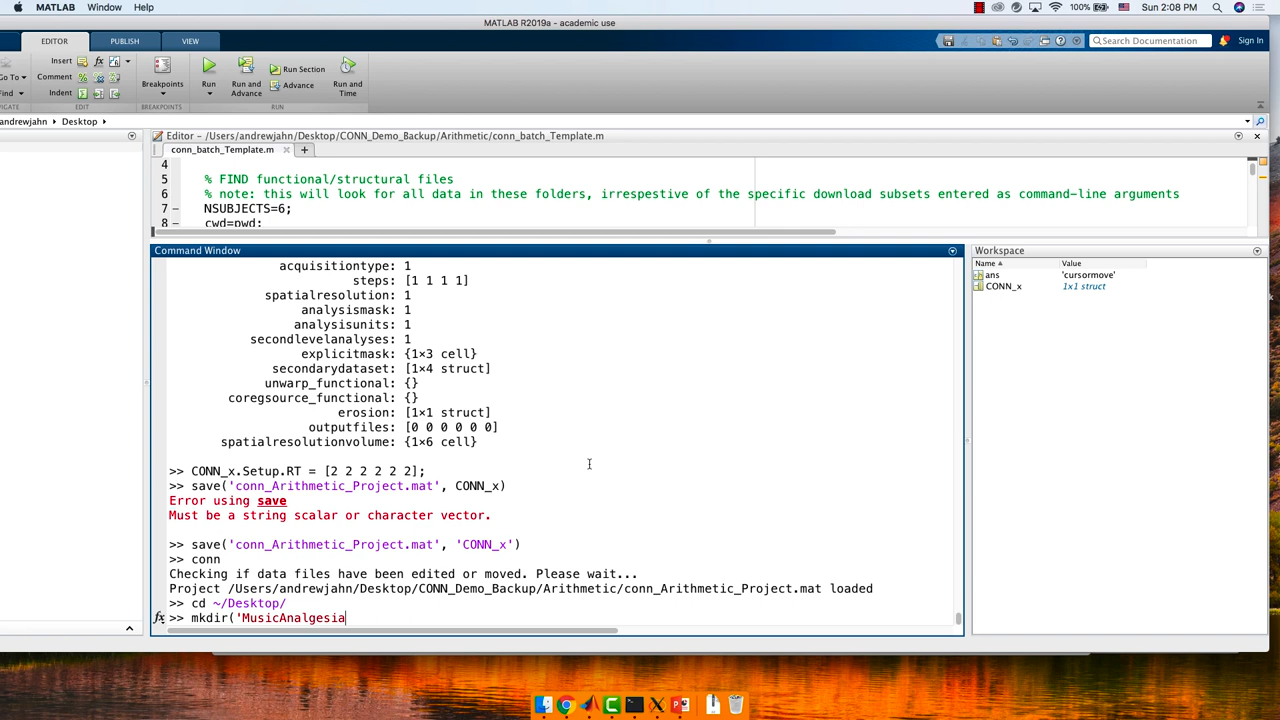 MATLAB Window Help
100% Sun 2:08 PM
MATLAB R2019a - academic use
EDITOR PUBLISH VIEW
Search Documentation Sign In
Go To Insert fx
Find Comment % Breakpoints Run Run and Advance Run Section Advance Run and Time
Indent
EDIT BREAKPOINTS RUN
andrewjahn Desktop
Editor – /Users/andrewjahn/Desktop/CONN_Demo_Backup/Arithmetic/conn_batch_Template.m
conn_batch_Template.m +
4
5 % FIND functional/structural files
6 % note: this will look for all data in these folders, irrespestive of the specific download subsets entered as command-line arguments
7 – NSUBJECTS=6;
8 – cwd=pwd;
Command Window
acquisitiontype: 1
steps: [1 1 1 1]
spatialresolution: 1
analysismask: 1
analysisunits: 1
secondlevelanalyses: 1
explicitmask: {1×3 cell}
secondarydataset: [1×4 struct]
unwarp_functional: {}
coregsource_functional: {}
erosion: [1×1 struct]
outputfiles: [0 0 0 0 0 0]
spatialresolutionvolume: {1×6 cell}
>> CONN_x.Setup.RT = [2 2 2 2 2 2];
>> save('conn_Arithmetic_Project.mat', CONN_x)
Error using save
Must be a string scalar or character vector.
>> save('conn_Arithmetic_Project.mat', 'CONN_x')
>> conn
Checking if data files have been edited or moved. Please wait...
Project /Users/andrewjahn/Desktop/CONN_Demo_Backup/Arithmetic/conn_Arithmetic_Project.mat loaded
>> cd ~/Desktop/
fx >> mkdir('MusicAnalgesia
Workspace
Name Value
ans 'cursormove'
CONN_x 1x1 struct